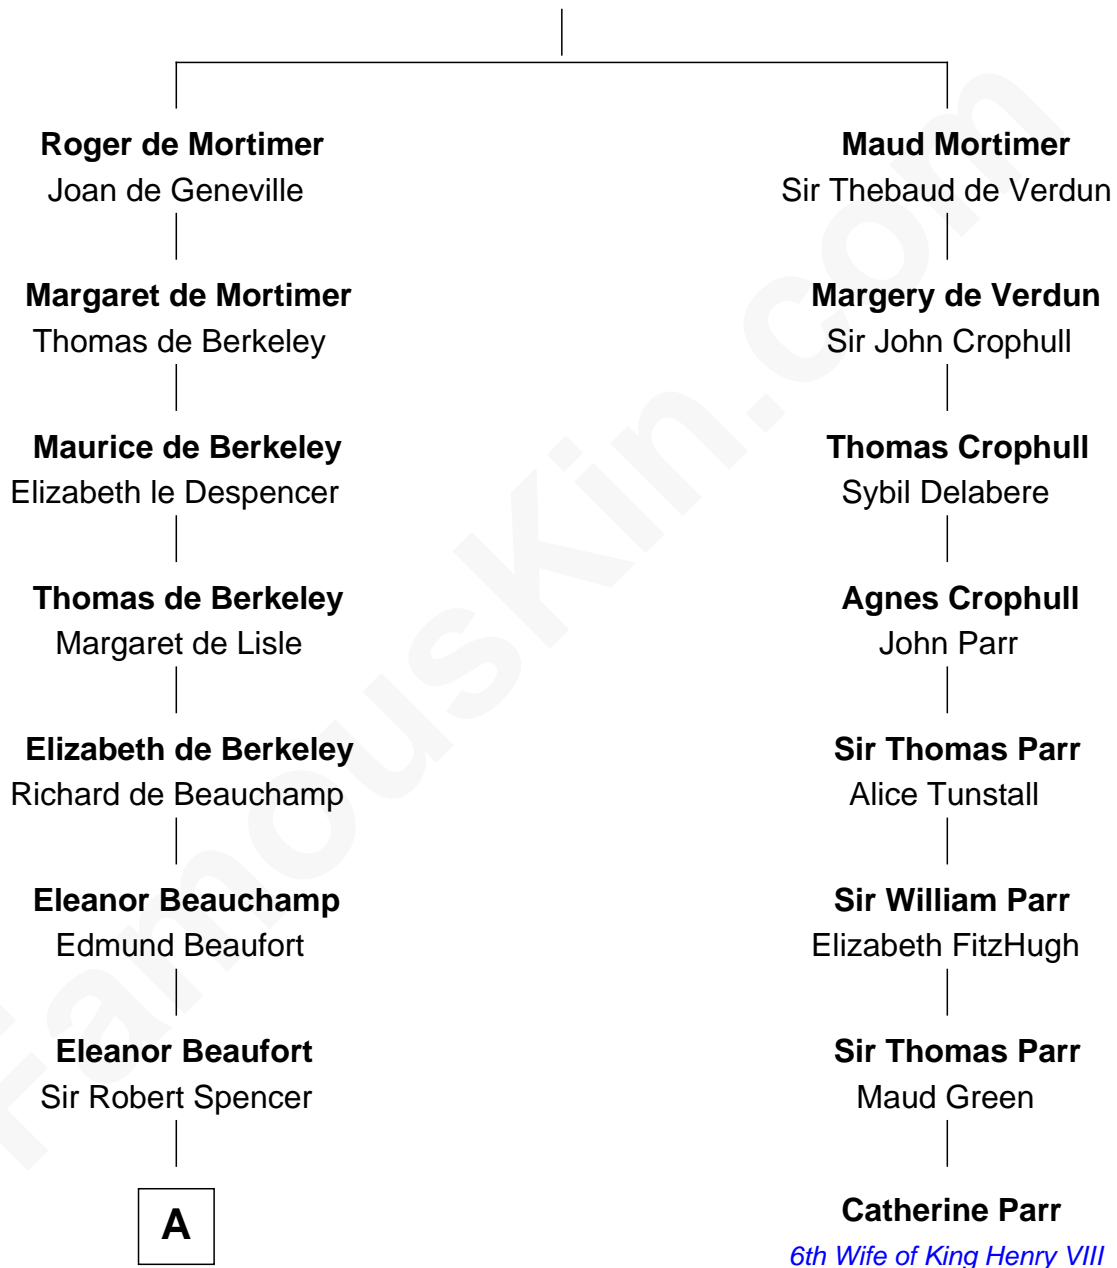 Roger de Mortimer
Joan de Geneville
Margaret de Mortimer
Thomas de Berkeley
Maurice de Berkeley
Elizabeth le Despencer
Thomas de Berkeley
Margaret de Lisle
Elizabeth de Berkeley
Richard de Beauchamp
Eleanor Beauchamp
Edmund Beaufort
Eleanor Beaufort
Sir Robert Spencer
A
Maud Mortimer
Sir Thebaud de Verdun
Margery de Verdun
Sir John Crophull
Thomas Crophull
Sybil Delabere
Agnes Crophull
John Parr
Sir Thomas Parr
Alice Tunstall
Sir William Parr
Elizabeth FitzHugh
Sir Thomas Parr
Maud Green
Catherine Parr
6th Wife of King Henry VIII
FamousKin.com